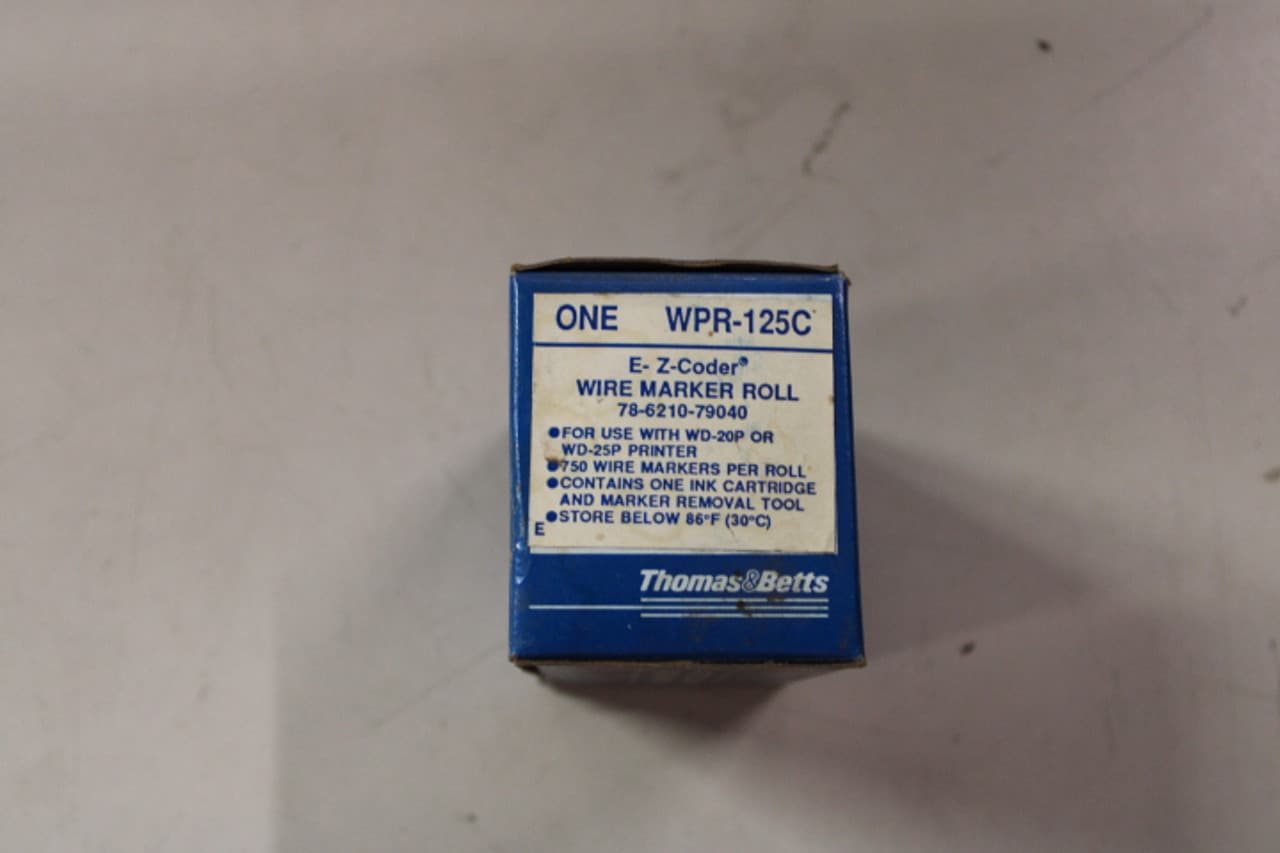 ONE WPR-125C
E- Z-Coder®
WIRE MARKER ROLL
78-6210-79040
●FOR USE WITH WD-20P OR
WD-25P PRINTER
●750 WIRE MARKERS PER ROLL
●CONTAINS ONE INK CARTRIDGE
AND MARKER REMOVAL TOOL
●STORE BELOW 86°F (30°C)
E
Thomas&Betts